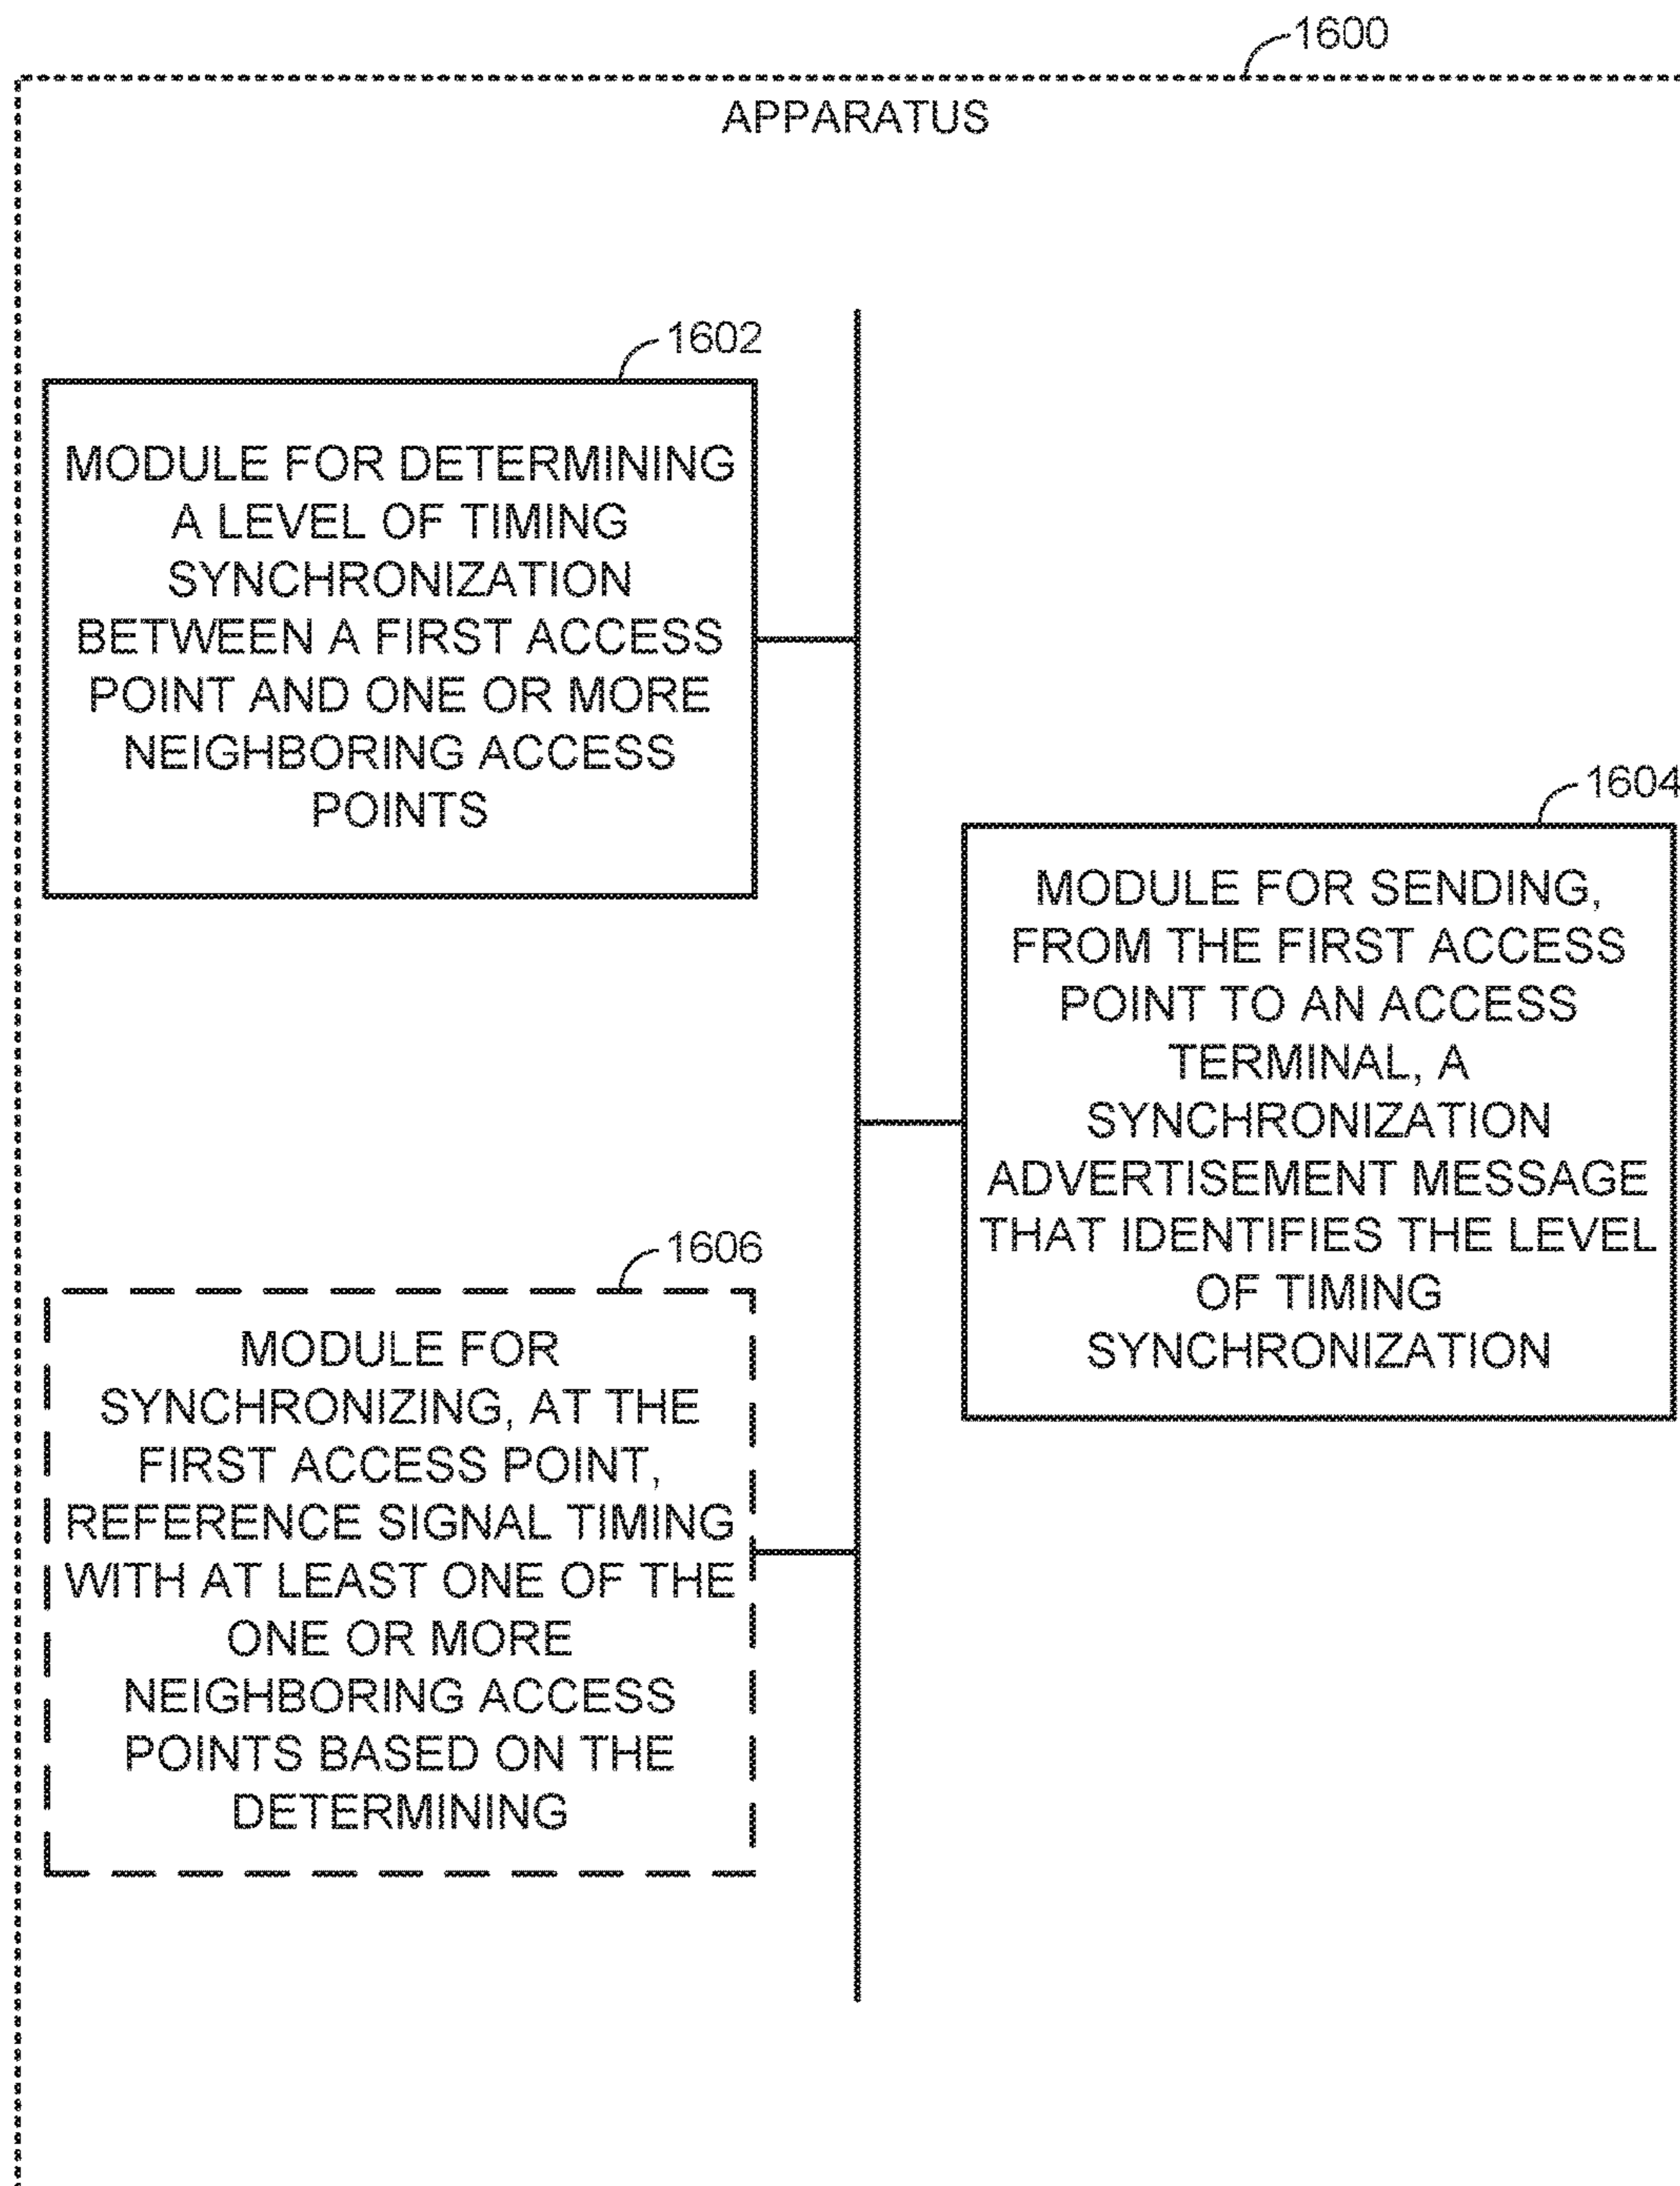 1600
APPARATUS
1602
MODULE FOR DETERMINING
A LEVEL OF TIMING
SYNCHRONIZATION
BETWEEN A FIRST ACCESS
POINT AND ONE OR MORE
NEIGHBORING ACCESS
POINTS
1604
MODULE FOR SENDING,
FROM THE FIRST ACCESS
POINT TO AN ACCESS
TERMINAL, A
SYNCHRONIZATION
ADVERTISEMENT MESSAGE
THAT IDENTIFIES THE LEVEL
OF TIMING
SYNCHRONIZATION
1606
MODULE FOR
SYNCHRONIZING, AT THE
FIRST ACCESS POINT,
REFERENCE SIGNAL TIMING
WITH AT LEAST ONE OF THE
ONE OR MORE
NEIGHBORING ACCESS
POINTS BASED ON THE
DETERMINING